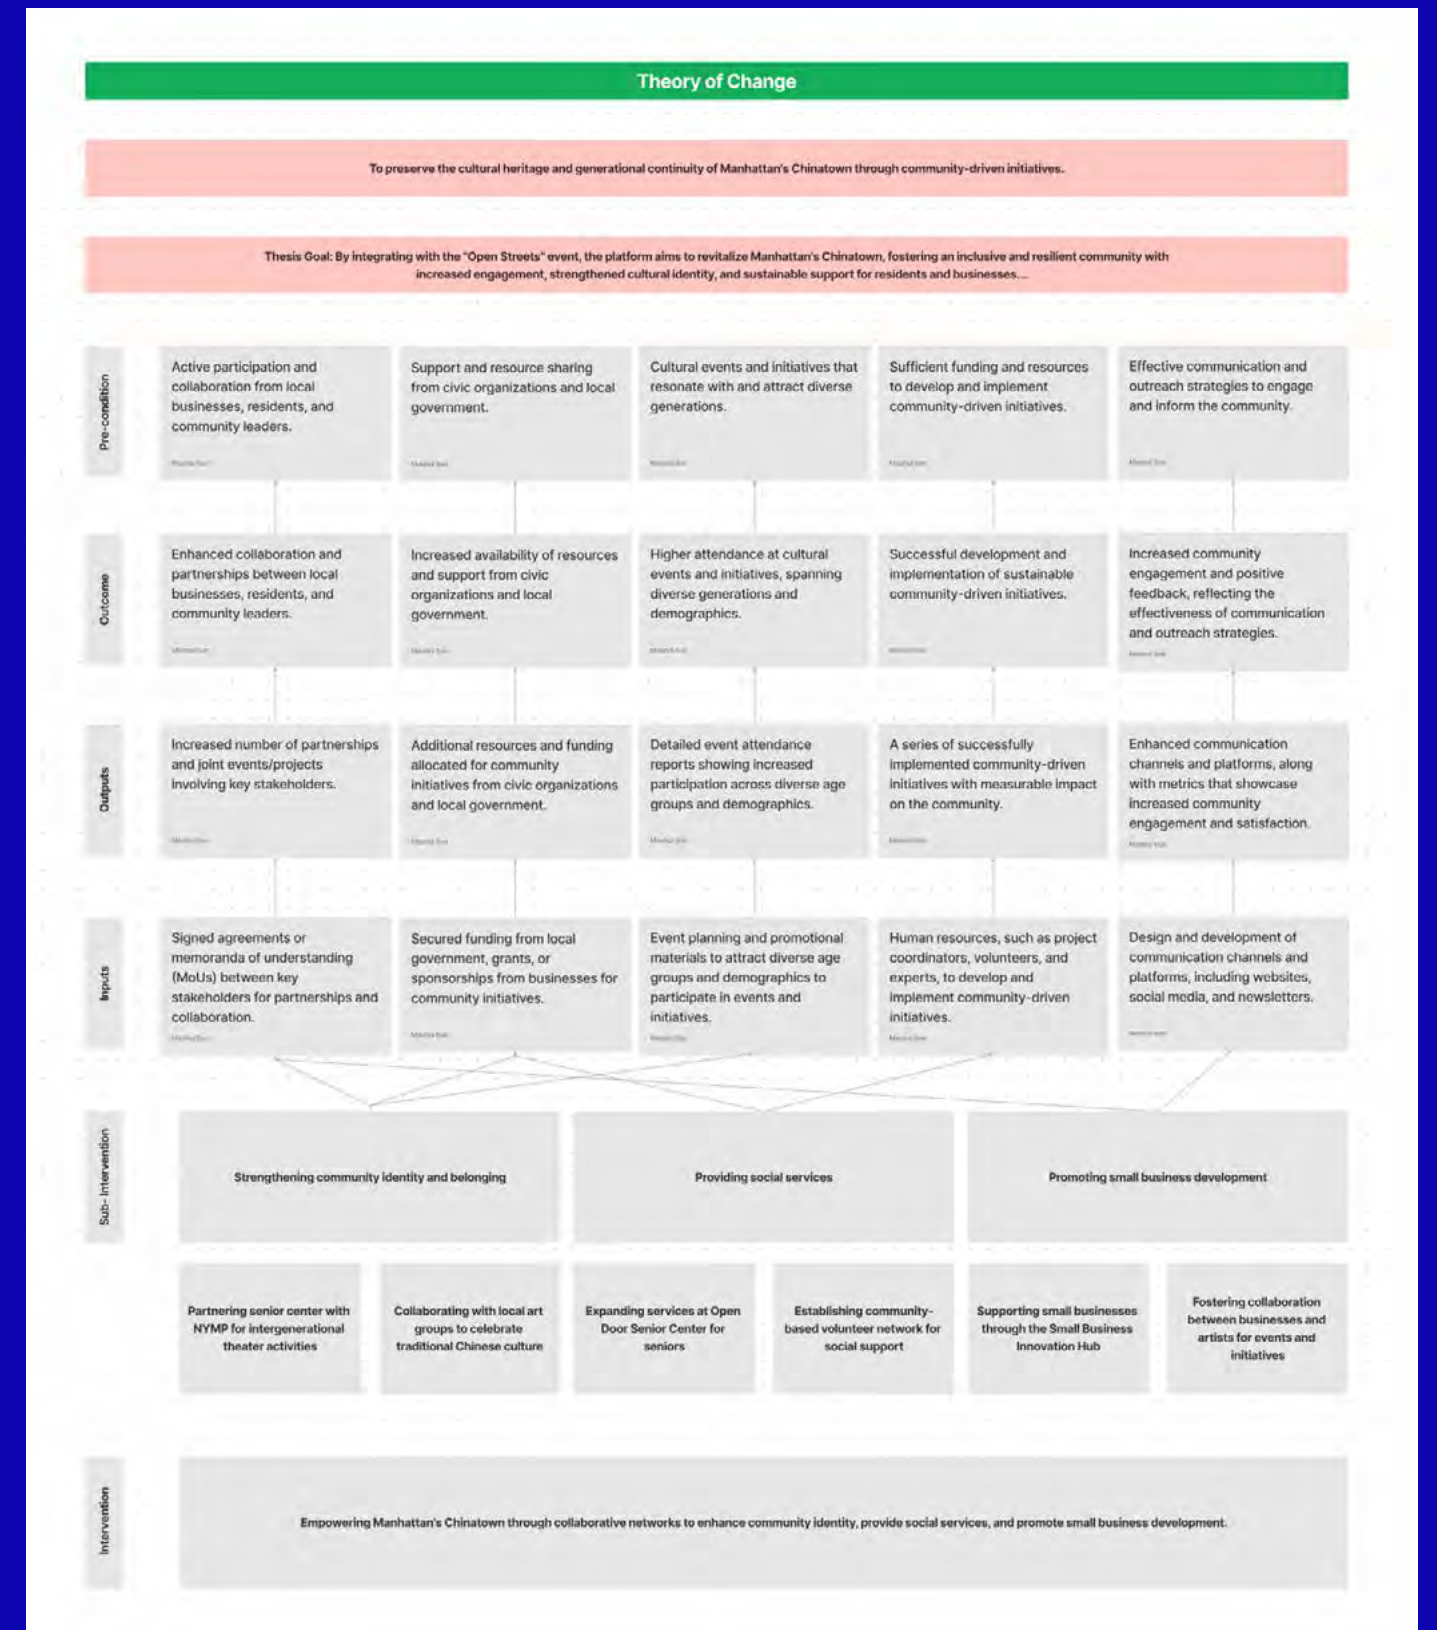 Theory of Change
To preserve the cultural heritage and generational continuity of Manhattan's Chinatown through community-driven initiatives.
Thesis Goal: By integrating with the "Open Streets" event, the platform aims to revitalize Manhattan's Chinatown, fostering an inclusive and resilient community with
increased engagement, strengthened cultural identity, and sustainable support for residents and businesses...
Pre-condition
Active participation and
collaboration from local
businesses, residents, and
community leaders.
Support and resource sharing
from civic organizations and local
government.
Cultural events and initiatives that
resonate with and attract diverse
generations.
Sufficient funding and resources
to develop and implement
community-driven initiatives.
Effective communication and
outreach strategies to engage
and inform the community.
Outcome
Enhanced collaboration and
partnerships between local
businesses, residents, and
community leaders.
Increased availability of resources
and support from civic
organizations and local
government.
Higher attendance at cultural
events and initiatives, spanning
diverse generations and
demographics.
Successful development and
implementation of sustainable
community-driven initiatives.
Increased community
engagement and positive
feedback, reflecting the
effectiveness of communication
and outreach strategies.
Outputs
Increased number of partnerships
and joint events/projects
involving key stakeholders.
Additional resources and funding
allocated for community
initiatives from civic organizations
and local government.
Detailed event attendance
reports showing increased
participation across diverse age
groups and demographics.
A series of successfully
implemented community-driven
initiatives with measurable impact
on the community.
Enhanced communication
channels and platforms, along
with metrics that showcase
increased community
engagement and satisfaction.
Inputs
Signed agreements or
memoranda of understanding
(MoUs) between key
stakeholders for partnerships and
collaboration.
Secured funding from local
government, grants, or
sponsorships from businesses for
community initiatives.
Event planning and promotional
materials to attract diverse age
groups and demographics to
participate in events and
initiatives.
Human resources, such as project
coordinators, volunteers, and
experts, to develop and
implement community-driven
initiatives.
Design and development of
communication channels and
platforms, including websites,
social media, and newsletters.
Sub- Intervention
Strengthening community identity and belonging
Providing social services
Promoting small business development
Partnering senior center with
NYMP for intergenerational
theater activities
Collaborating with local art
groups to celebrate
traditional Chinese culture
Expanding services at Open
Door Senior Center for
seniors
Establishing community-
based volunteer network for
social support
Supporting small businesses
through the Small Business
Innovation Hub
Fostering collaboration
between businesses and
artists for events and
initiatives
Intervention
Empowering Manhattan's Chinatown through collaborative networks to enhance community identity, provide social services, and promote small business development.